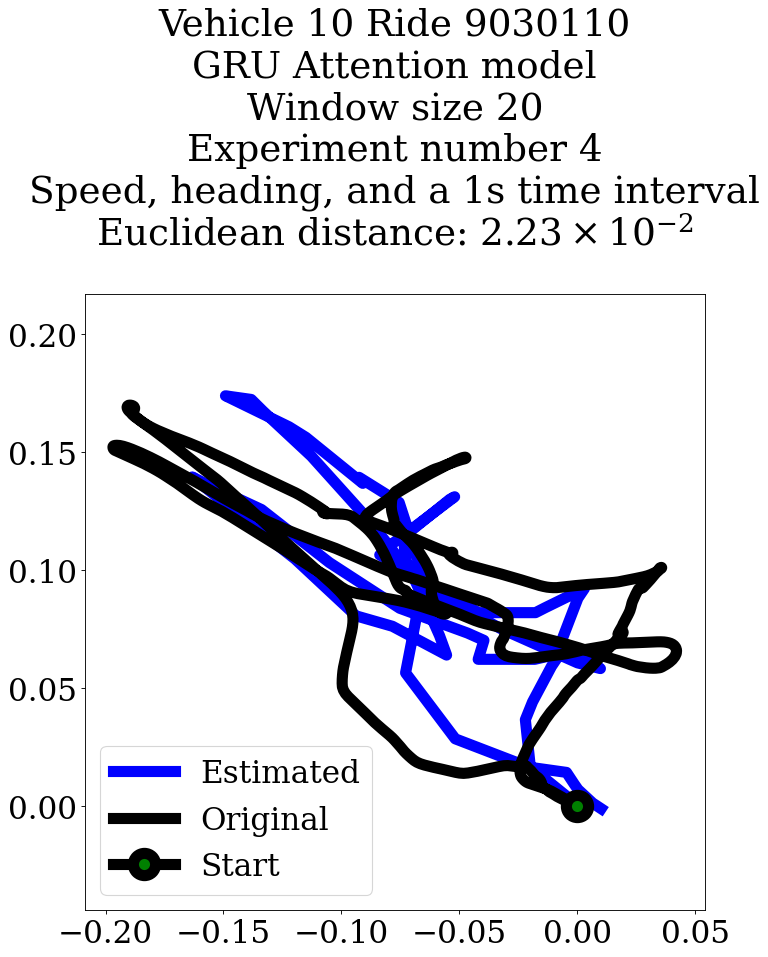 Vehicle 10 Ride 9030110
GRU Attention model
Window size 20
Experiment number 4
Speed, heading, and a 1s time interval
Euclidean distance: 2.23 × 10⁻²
0.20
0.15
0.10
0.05
0.00
Estimated
Original
Start
−0.20 −0.15 −0.10 −0.05 0.00 0.05